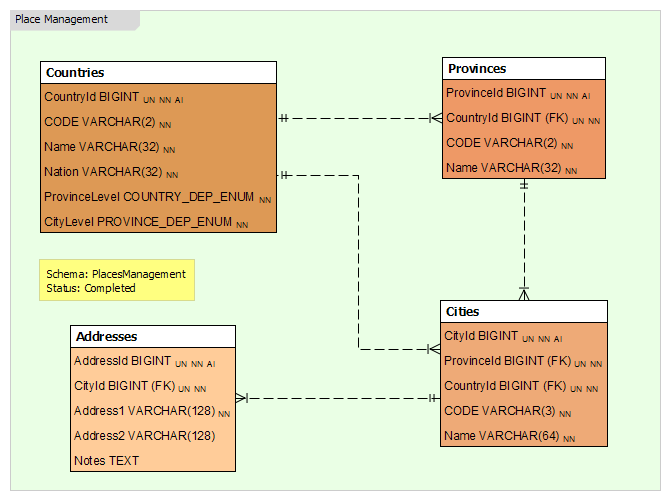 Place Management
Countries
CountryId BIGINT UN NN AI
CODE VARCHAR(2) NN
Name VARCHAR(32) NN
Nation VARCHAR(32) NN
ProvinceLevel COUNTRY_DEP_ENUM NN
CityLevel PROVINCE_DEP_ENUM NN
Provinces
ProvinceId BIGINT UN NN AI
CountryId BIGINT (FK) UN NN
CODE VARCHAR(2) NN
Name VARCHAR(32) NN
Schema: PlacesManagement
Status: Completed
Addresses
AddressId BIGINT UN NN AI
CityId BIGINT (FK) UN NN
Address1 VARCHAR(128) NN
Address2 VARCHAR(128)
Notes TEXT
Cities
CityId BIGINT UN NN AI
ProvinceId BIGINT (FK) UN NN
CountryId BIGINT (FK) UN NN
CODE VARCHAR(3) NN
Name VARCHAR(64) NN